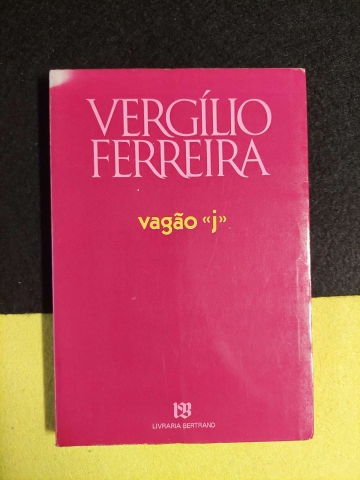 VERGÍLIO
FERREIRA
vagão «j»
LIVRARIA BERTRAND